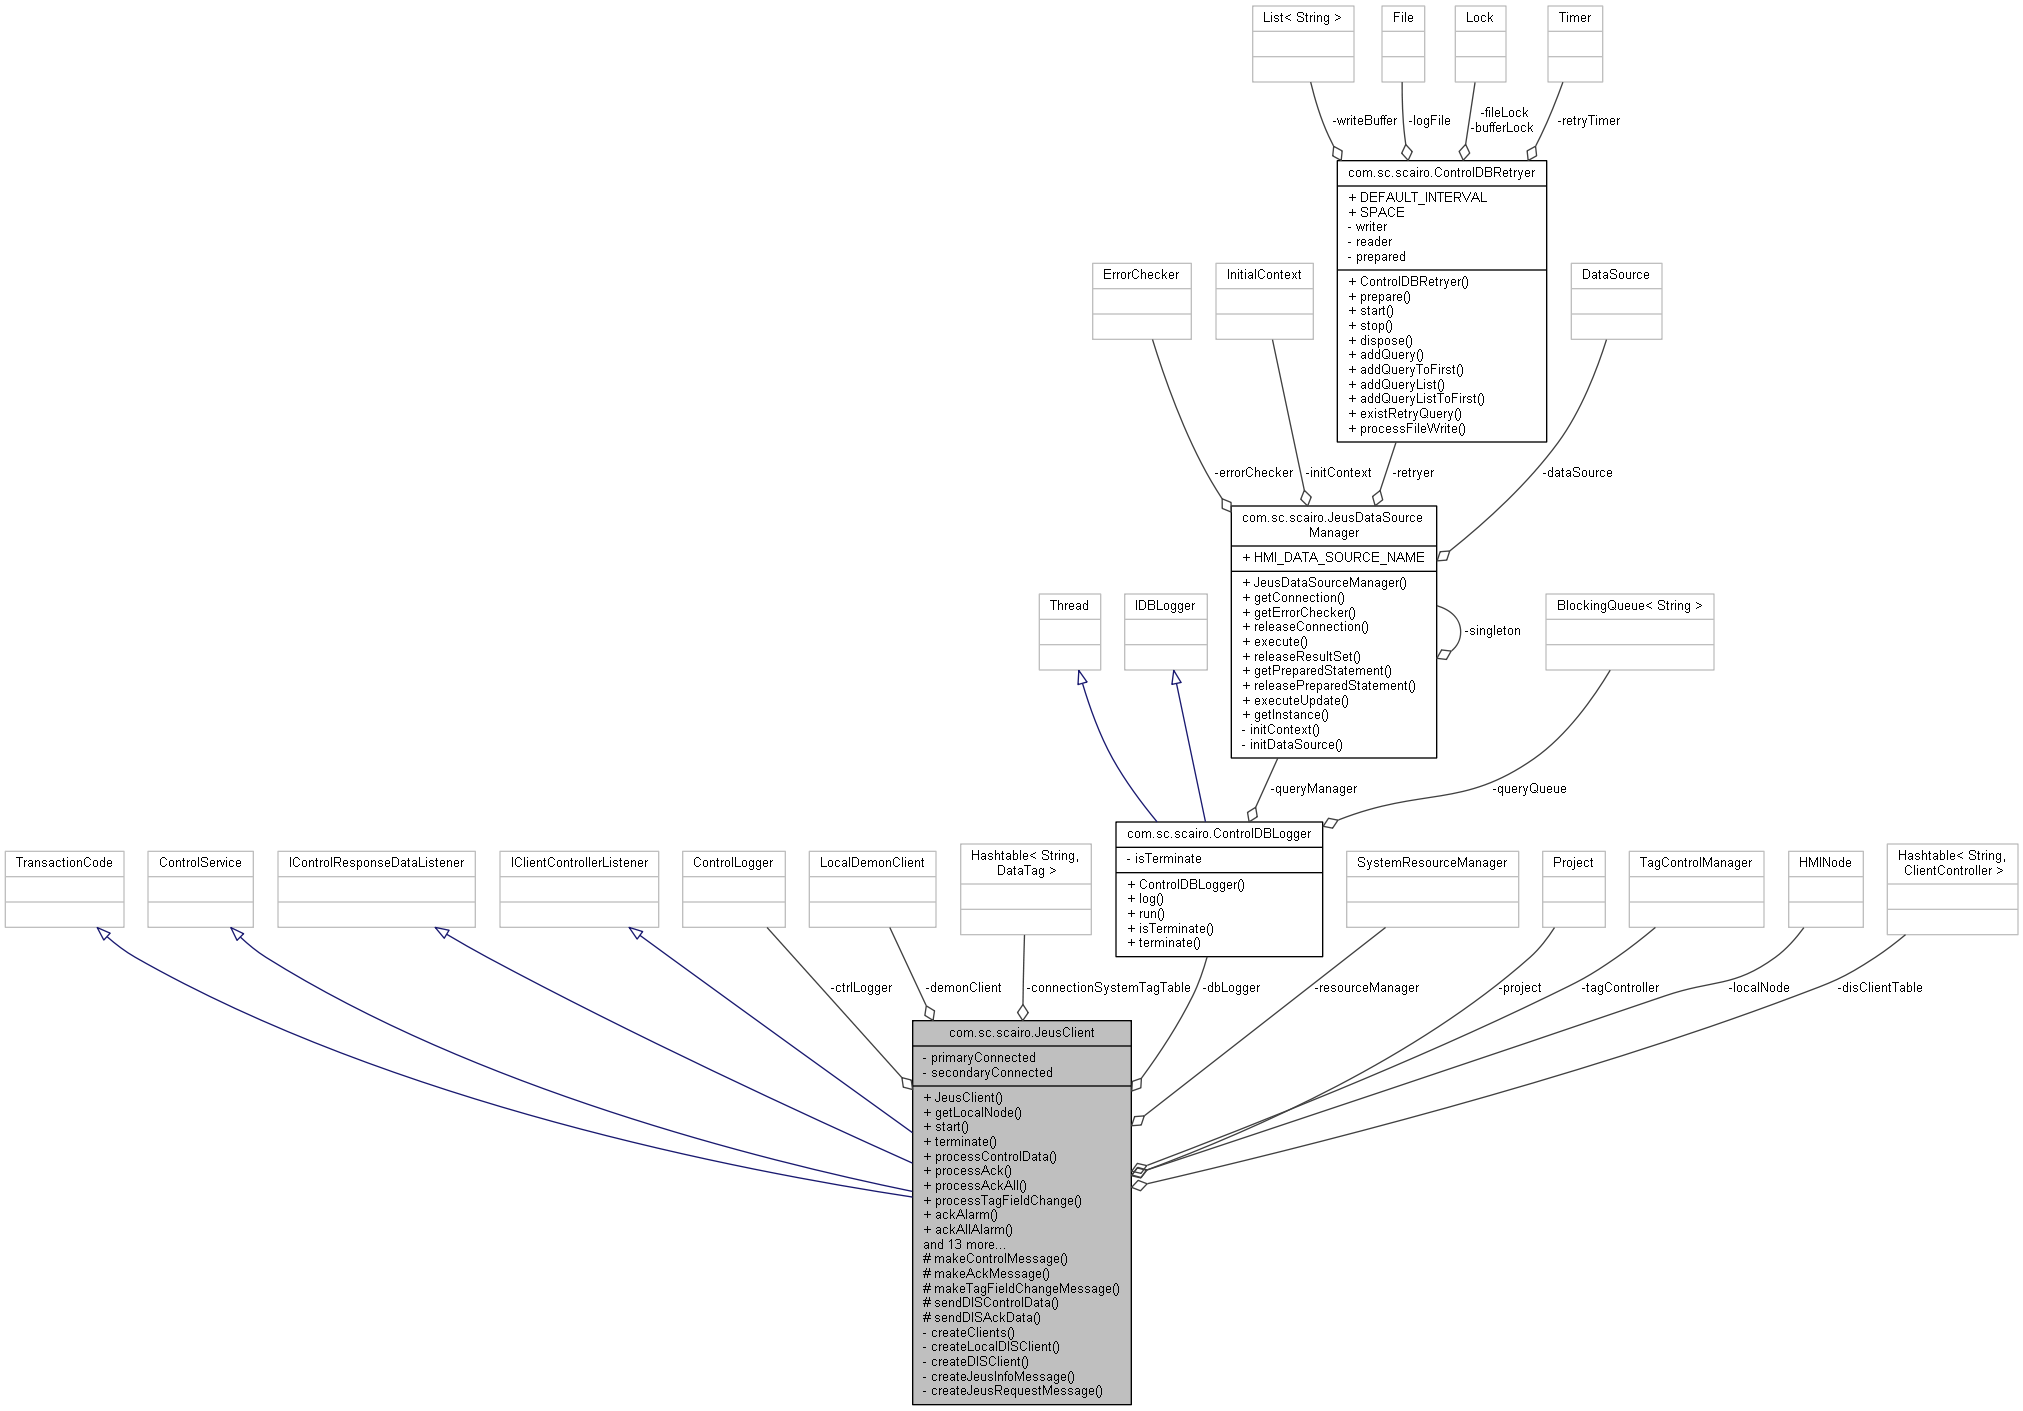 List< String >
File
Lock
Timer
-writeBuffer
-logFile
-fileLock
-bufferLock
-retryTimer
com.sc.scairo.ControlDBRetryer
+ DEFAULT_INTERVAL
+ SPACE
- writer
- reader
- prepared
+ ControlDBRetryer()
+ prepare()
+ start()
+ stop()
+ dispose()
+ addQuery()
+ addQueryToFirst()
+ addQueryList()
+ addQueryListToFirst()
+ existRetryQuery()
+ processFileWrite()
ErrorChecker
InitialContext
DataSource
-errorChecker
-initContext
-retryer
-dataSource
com.sc.scairo.JeusDataSource
Manager
+ HMI_DATA_SOURCE_NAME
+ JeusDataSourceManager()
+ getConnection()
+ getErrorChecker()
+ releaseConnection()
+ execute()
+ releaseResultSet()
+ getPreparedStatement()
+ releasePreparedStatement()
+ executeUpdate()
+ getInstance()
- initContext()
- initDataSource()
-singleton
Thread
IDBLogger
BlockingQueue< String >
-queryManager
-queryQueue
com.sc.scairo.ControlDBLogger
- isTerminate
+ ControlDBLogger()
+ log()
+ run()
+ isTerminate()
+ terminate()
TransactionCode
ControlService
IControlResponseDataListener
IClientControllerListener
ControlLogger
LocalDemonClient
Hashtable< String,
DataTag >
SystemResourceManager
Project
TagControlManager
HMINode
Hashtable< String,
ClientController >
-ctrlLogger
-demonClient
-connectionSystemTagTable
-dbLogger
-resourceManager
-project
-tagController
-localNode
-disClientTable
com.sc.scairo.JeusClient
- primaryConnected
- secondaryConnected
+ JeusClient()
+ getLocalNode()
+ start()
+ terminate()
+ processControlData()
+ processAck()
+ processAckAll()
+ processTagFieldChange()
+ ackAlarm()
+ ackAllAlarm()
and 13 more...
# makeControlMessage()
# makeAckMessage()
# makeTagFieldChangeMessage()
# sendDISControlData()
# sendDISAckData()
- createClients()
- createLocalDISClient()
- createDISClient()
- createJeusInfoMessage()
- createJeusRequestMessage()